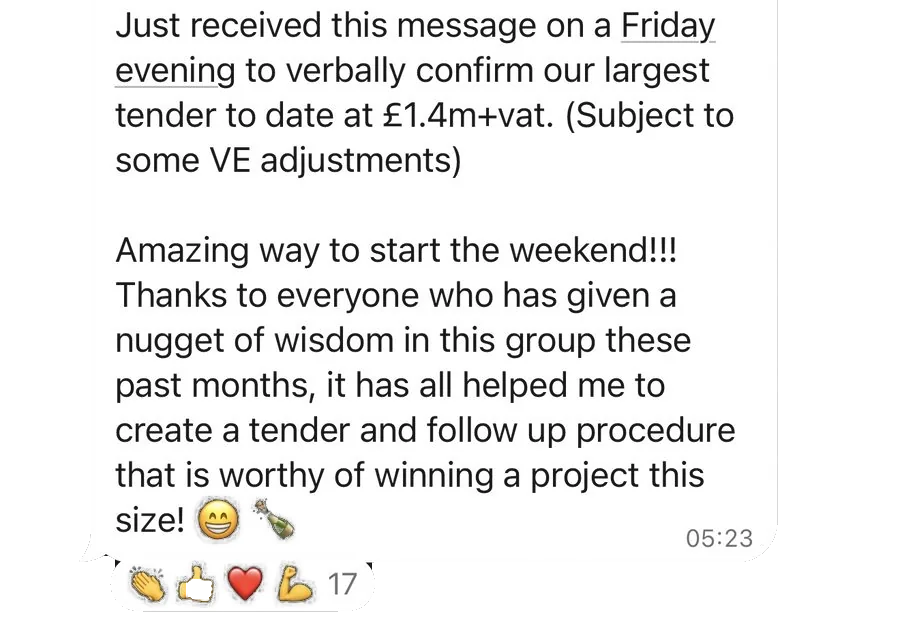 Just received this message on a Friday
evening to verbally confirm our largest
tender to date at £1.4m+vat. (Subject to
some VE adjustments)
Amazing way to start the weekend!!!
Thanks to everyone who has given a
nugget of wisdom in this group these
past months, it has all helped me to
create a tender and follow up procedure
that is worthy of winning a project this
size! 😁 🍾
05:23
👏 👍 ❤️ 💪 17